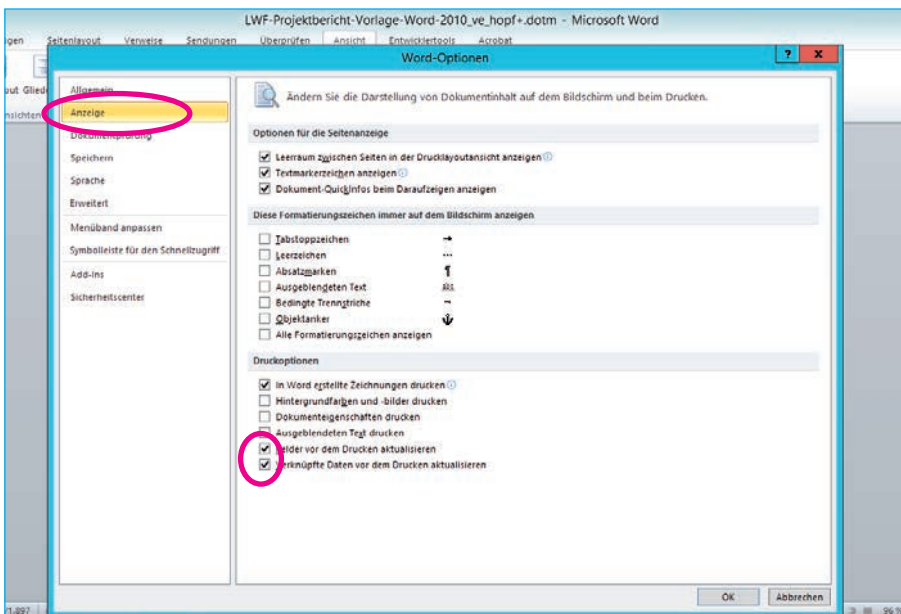 LWF-Projektbericht-Vorlage-Word-2010_ve_hopf+.dotm - Microsoft Word
Seitenlayout Verweise Sendungen Überprüfen Ansicht Entwicklertools Acrobat
Word-Optionen
? x
Allgemein
Anzeige
Dokumentprüfung
Speichern
Sprache
Erweitert
Menüband anpassen
Symbolleiste für den Schnellzugriff
Add-Ins
Sicherheitscenter
Ändern Sie die Darstellung von Dokumentinhalt auf dem Bildschirm und beim Drucken.
Optionen für die Seitenanzeige
Leerraum zwischen Seiten in der Drucklayoutansicht anzeigen
Textmarkerzeichen anzeigen
Dokument-QuickInfos beim Daraufzeigen anzeigen
Diese Formatierungszeichen immer auf dem Bildschirm anzeigen
Tabstoppzeichen →
Leerzeichen ···
Absatzmarken ¶
Ausgeblendeten Text abc
Bedingte Trennstriche ¬
Objektanker
Alle Formatierungszeichen anzeigen
Druckoptionen
In Word erstellte Zeichnungen drucken
Hintergrundfarben und -bilder drucken
Dokumenteigenschaften drucken
Ausgeblendeten Text drucken
Felder vor dem Drucken aktualisieren
Verknüpfte Daten vor dem Drucken aktualisieren
OK Abbrechen
1.897
96 %